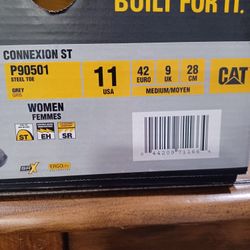 BUILT FOR IT.
CONNEXION ST
P90501
STEEL TOE
GREY
GRIS
WOMEN
FEMMES
11
USA
42
EURO
9
UK
28
CM
MEDIUM/MOYEN
CAT
ST
EH
SR
ERGO